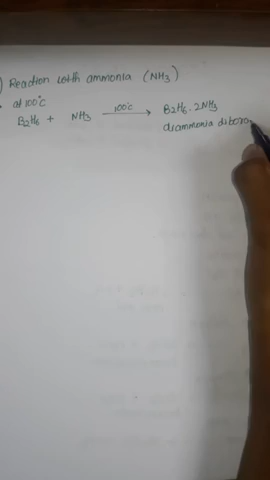 ) Reaction with ammonia (NH3)
at 100°C
B2H6 + NH3 100°C → B2H6. 2NH3
diammonia